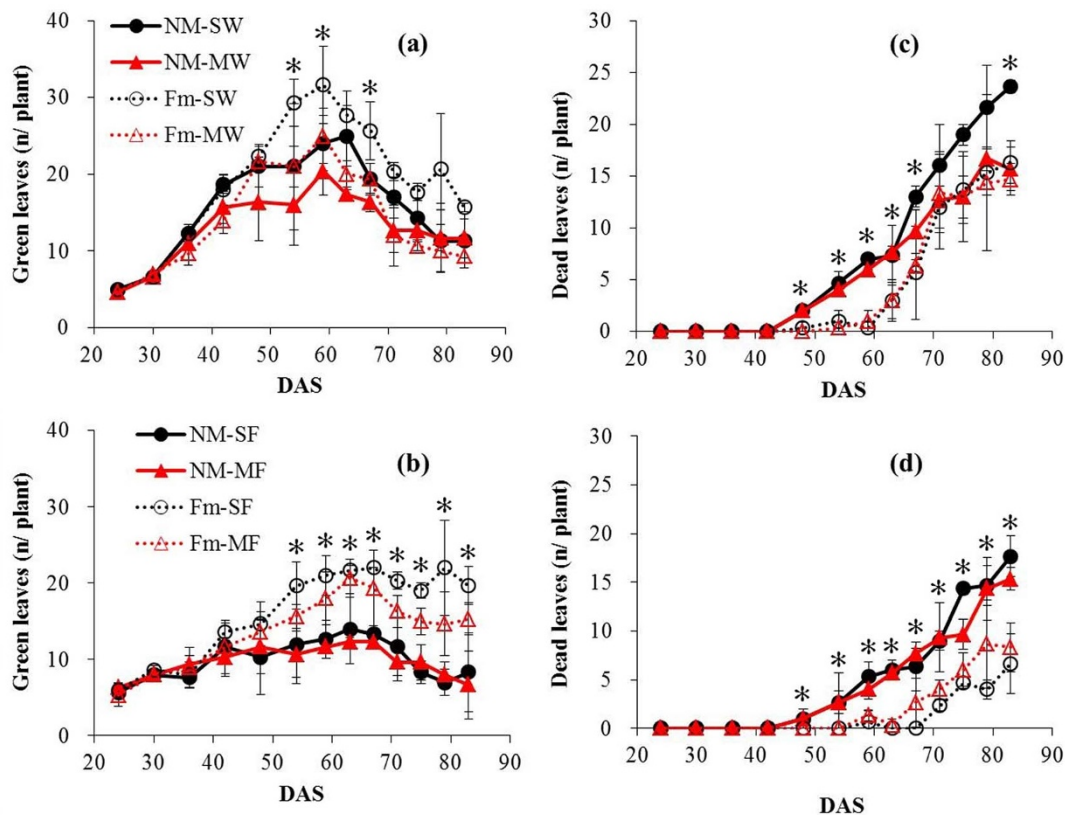 40
30
20
10
0
Green leaves (n/ plant)
NM-SW
NM-MW
Fm-SW
Fm-MW
(a)
* * *
20 30 40 50 60 70 80 90
DAS
30
25
20
15
10
5
0
Dead leaves (n/ plant)
(c)
* * * * * *
20 30 40 50 60 70 80 90
DAS
40
30
20
10
0
Green leaves (n/ plant)
NM-SF
NM-MF
Fm-SF
Fm-MF
(b)
* * * * * * * *
20 30 40 50 60 70 80 90
DAS
30
25
20
15
10
5
0
Dead leaves (n/ plant)
(d)
* * * * * * * * *
20 30 40 50 60 70 80 90
DAS